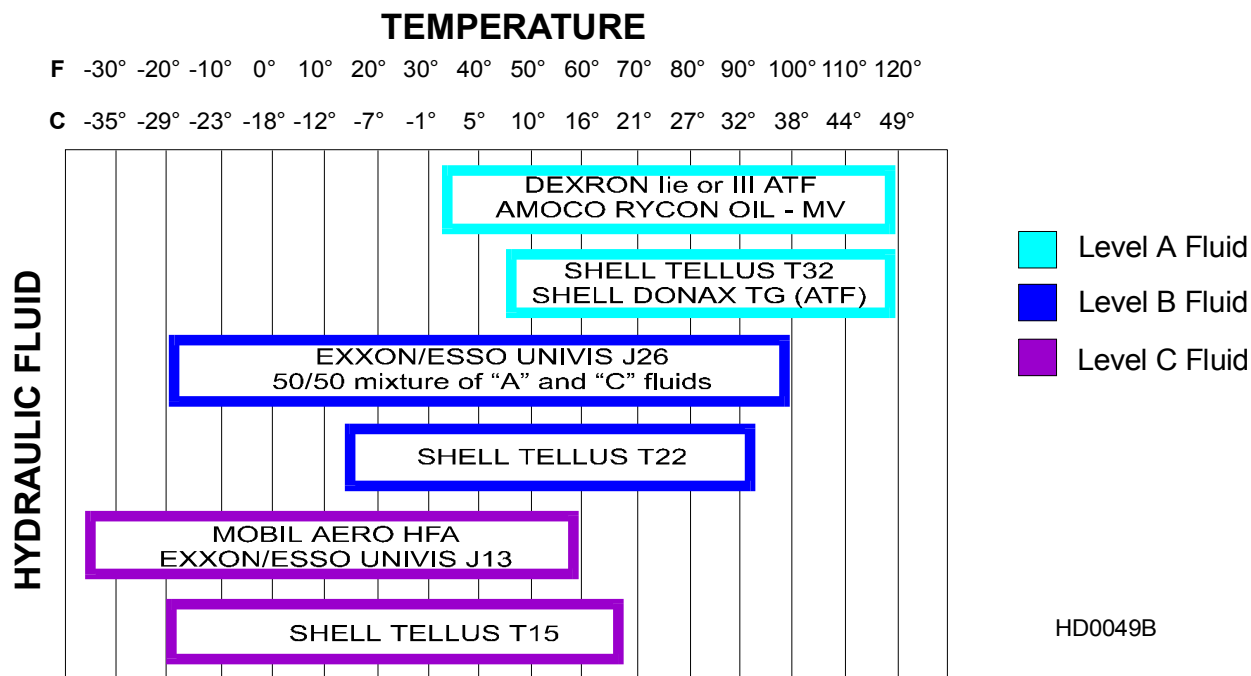 TEMPERATURE
F -30° -20° -10° 0° 10° 20° 30° 40° 50° 60° 70° 80° 90° 100° 110° 120°
C -35° -29° -23° -18° -12° -7° -1° 5° 10° 16° 21° 27° 32° 38° 44° 49°
HYDRAULIC FLUID
DEXRON IIe or III ATF
AMOCO RYCON OIL - MV
SHELL TELLUS T32
SHELL DONAX TG (ATF)
EXXON/ESSO UNIVIS J26
50/50 mixture of “A” and “C” fluids
SHELL TELLUS T22
MOBIL AERO HFA
EXXON/ESSO UNIVIS J13
SHELL TELLUS T15
Level A Fluid
Level B Fluid
Level C Fluid
HD0049B